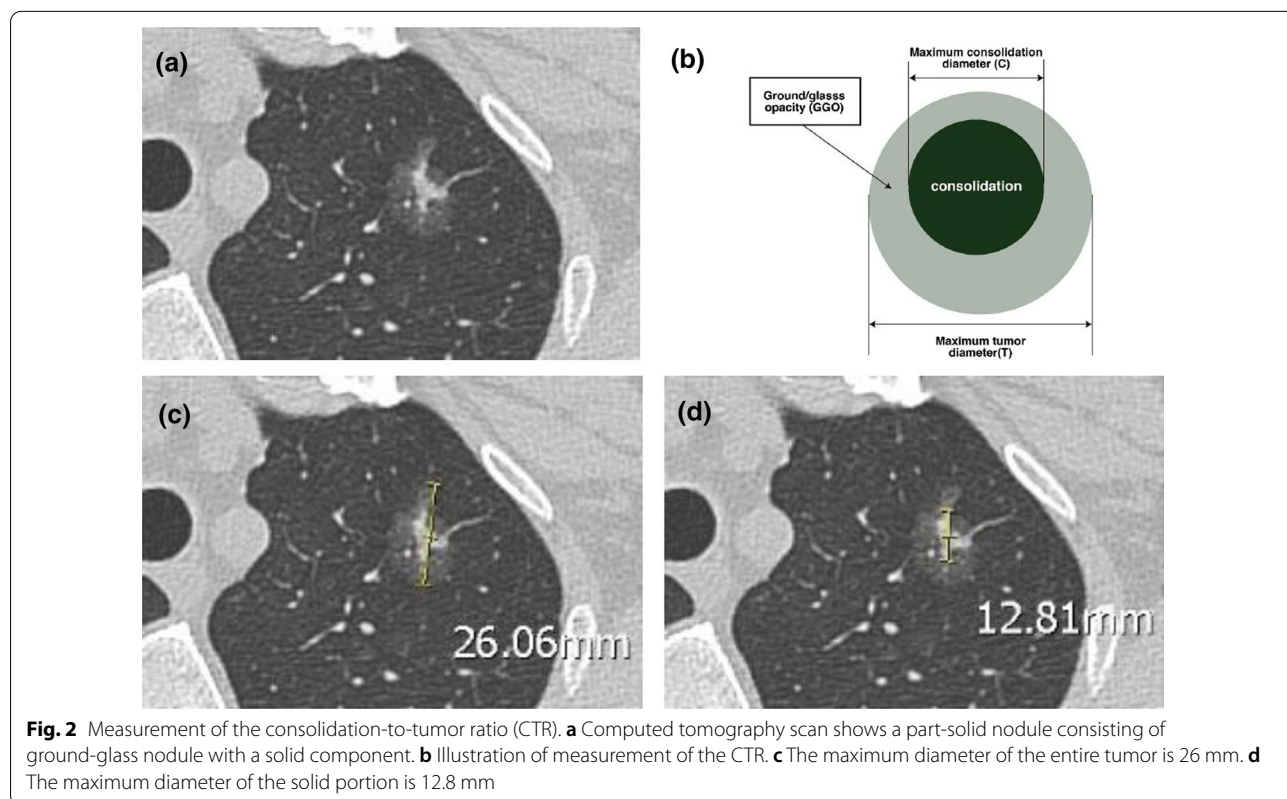 (a)
(b)
Maximum consolidation
diameter (C)
Ground/glasss
opacity (GGO)
consolidation
Maximum tumor
diameter(T)
(c)
26.06mm
(d)
12.81mm
Fig. 2 Measurement of the consolidation-to-tumor ratio (CTR). a Computed tomography scan shows a part-solid nodule consisting of
ground-glass nodule with a solid component. b Illustration of measurement of the CTR. c The maximum diameter of the entire tumor is 26 mm. d
The maximum diameter of the solid portion is 12.8 mm